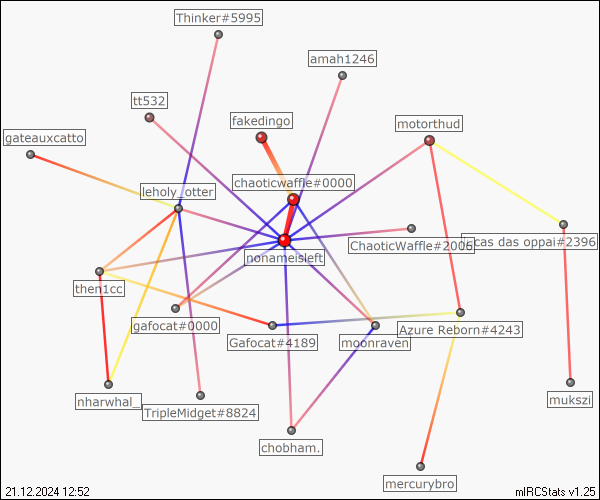 Thinker#5995
amah1246
tt532
fakedingo
motorthud
gateauxcatto
chaoticwaffle#0000
leholy_otter
ChaoticWaffle#2006
cas das oppai#2396
nonameisleft
then1cc
gafocat#0000
Gafocat#4189
moonraven
Azure Reborn#4243
nharwhal_
TripleMidget#8824
mukszi
chobham.
mercurybro
21.12.2024 12:52
mIRCStats v1.25